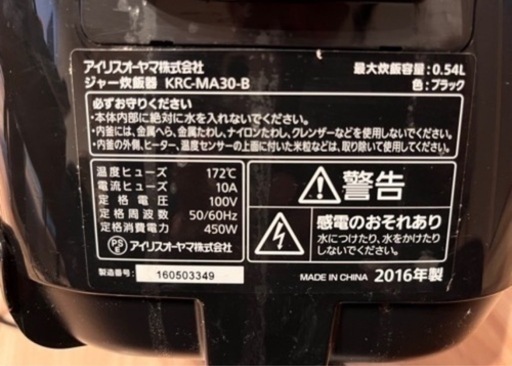 アイリスオーヤマ株式会社
ジャー炊飯器 KRC-MA30-B
最大炊飯容量:0.54L
色:ブラック
必ずお守りください
・本体内部に絶対に水を入れないでください。
・内釜には、金属へら、金属たわし、ナイロンたわし、クレンザーなどを使用しないでください。
・内釜の外側、ヒーター、温度センサーの上面に付いた米粒などは、取り除いて使用してください。
温度ヒューズ 172℃
電流ヒューズ 10A
定格電圧 100V
定格周波数 50/60Hz
定格消費電力 450W
PSE アイリスオーヤマ株式会社
製造番号: 160503349
警告
感電のおそれあり
水につけたり、水をかけたり
しないでください。
MADE IN CHINA 2016年製